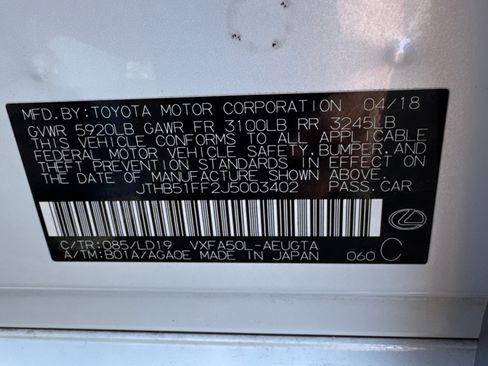 MFD.BY:TOYOTA MOTOR CORPORATION 04/18
GVWR 5920LB GAWR FR 3100LB RR 3245LB
THIS VEHICLE CONFORMS TO ALL APPLICABLE
FEDERAL MOTOR VEHICLE SAFETY, BUMPER, AND
THEFT PREVENTION STANDARDS IN EFFECT ON
THE DATE OF MANUFACTURE SHOWN ABOVE.
JTHB51FF2J5003402 PASS.CAR
C/TR:085/LD19 VXFA50L-AEUGTA
A/TM:B01A/AGA0E MADE IN JAPAN 060 C